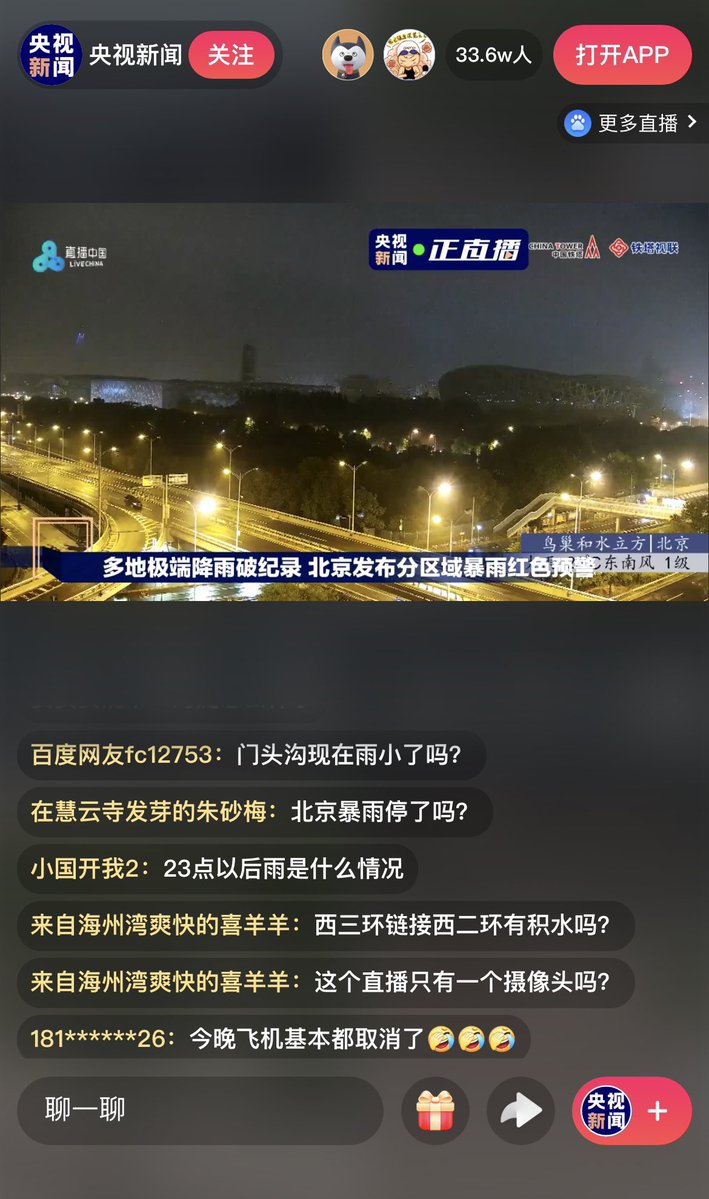 央视新闻
央视新闻
关注
33.6w人
打开APP
更多直播
直播中国
LIVECHINA
央视新闻
正直播
CHINA TOWER
中国铁塔
铁塔视联
鸟巢和水立方|北京
东南风 1级
多地极端降雨破纪录 北京发布分区域暴雨红色预警
百度网友fc12753：门头沟现在雨小了吗？
在慧云寺发芽的朱砂梅：北京暴雨停了吗？
小国开我2：23点以后雨是什么情况
来自海州湾爽快的喜羊羊：西三环链接西二环有积水吗？
来自海州湾爽快的喜羊羊：这个直播只有一个摄像头吗？
181******26：今晚飞机基本都取消了🤣🤣🤣
聊一聊
央视新闻